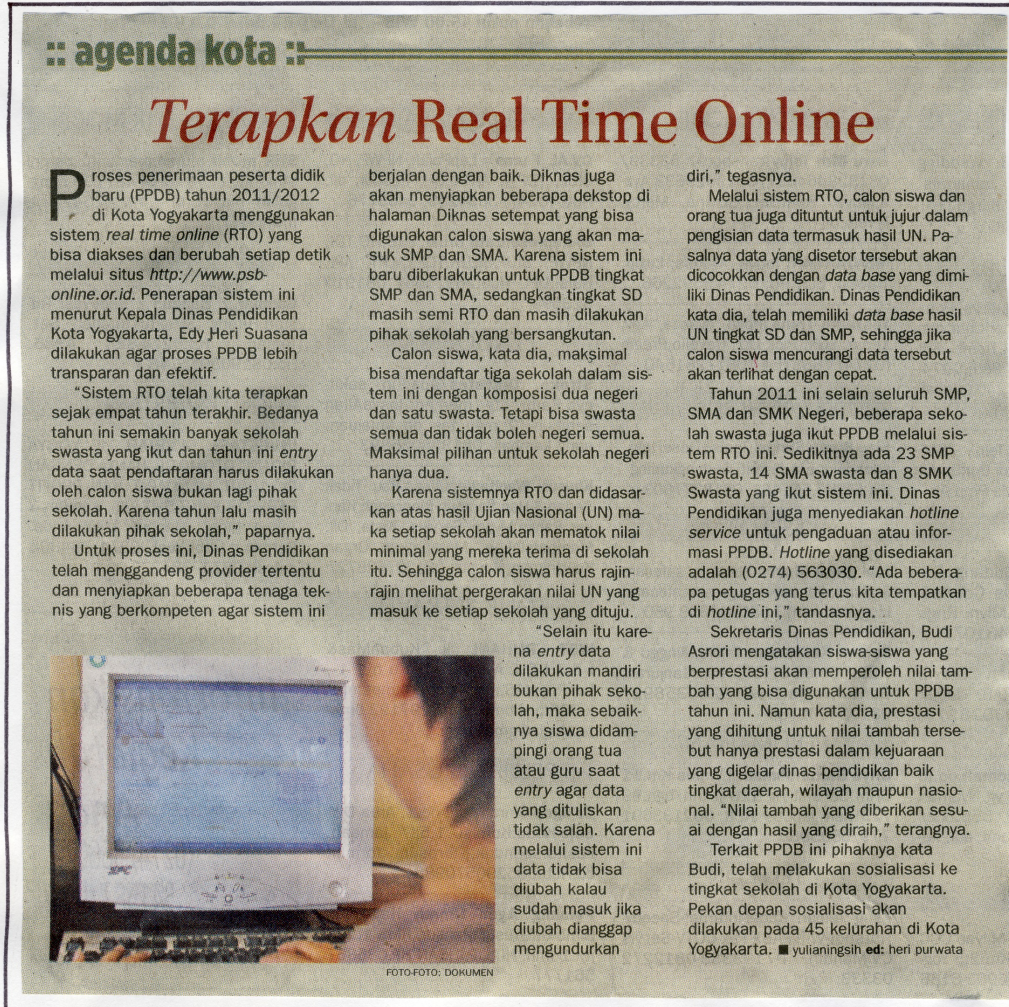 :: agenda kota ::
Terapkan Real Time Online
Proses penerimaan peserta didik
baru (PPDB) tahun 2011/2012
di Kota Yogyakarta menggunakan
sistem real time online (RTO) yang
bisa diakses dan berubah setiap detik
melalui situs http://www.psb-
online.or.id. Penerapan sistem ini
menurut Kepala Dinas Pendidikan
Kota Yogyakarta, Edy Heri Suasana
dilakukan agar proses PPDB lebih
transparan dan efektif.
"Sistem RTO telah kita terapkan
sejak empat tahun terakhir. Bedanya
tahun ini semakin banyak sekolah
swasta yang ikut dan tahun ini entry
data saat pendaftaran harus dilakukan
oleh calon siswa bukan lagi pihak
sekolah. Karena tahun lalu masih
dilakukan pihak sekolah," paparnya.
Untuk proses ini, Dinas Pendidikan
telah menggandeng provider tertentu
dan menyiapkan beberapa tenaga tek-
nis yang berkompeten agar sistem ini
berjalan dengan baik. Diknas juga
akan menyiapkan beberapa dekstop di
halaman Diknas setempat yang bisa
digunakan calon siswa yang akan ma-
suk SMP dan SMA. Karena sistem ini
baru diberlakukan untuk PPDB tingkat
SMP dan SMA, sedangkan tingkat SD
masih semi RTO dan masih dilakukan
pihak sekolah yang bersangkutan.
Calon siswa, kata dia, maksimal
bisa mendaftar tiga sekolah dalam sis-
tem ini dengan komposisi dua negeri
dan satu swasta. Tetapi bisa swasta
semua dan tidak boleh negeri semua.
Maksimal pilihan untuk sekolah negeri
hanya dua.
Karena sistemnya RTO dan didasar-
kan atas hasil Ujian Nasional (UN) ma-
ka setiap sekolah akan mematok nilai
minimal yang mereka terima di sekolah
itu. Sehingga calon siswa harus rajin-
rajin melihat pergerakan nilai UN yang
masuk ke setiap sekolah yang dituju.
"Selain itu kare-
na entry data
dilakukan mandiri
bukan pihak seko-
lah, maka sebaik-
nya siswa didam-
pingi orang tua
atau guru saat
entry agar data
yang dituliskan
tidak salah. Karena
melalui sistem ini
data tidak bisa
diubah kalau
sudah masuk jika
diubah dianggap
mengundurkan
diri," tegasnya.
Melalui sistem RTO, calon siswa dan
orang tua juga dituntut untuk jujur dalam
pengisian data termasuk hasil UN. Pa-
salnya data yang disetor tersebut akan
dicocokkan dengan data base yang dimi-
liki Dinas Pendidikan. Dinas Pendidikan
kata dia, telah memiliki data base hasil
UN tingkat SD dan SMP, sehingga jika
calon siswa mencurangi data tersebut
akan terlihat dengan cepat.
Tahun 2011 ini selain seluruh SMP,
SMA dan SMK Negeri, beberapa seko-
lah swasta juga ikut PPDB melalui sis-
tem RTO ini. Sedikitnya ada 23 SMP
swasta, 14 SMA swasta dan 8 SMK
Swasta yang ikut sistem ini. Dinas
Pendidikan juga menyediakan hotline
service untuk pengaduan atau infor-
masi PPDB. Hotline yang disediakan
adalah (0274) 563030. "Ada bebera-
pa petugas yang terus kita tempatkan
di hotline ini," tandasnya.
Sekretaris Dinas Pendidikan, Budi
Asrori mengatakan siswa-siswa yang
berprestasi akan memperoleh nilai tam-
bah yang bisa digunakan untuk PPDB
tahun ini. Namun kata dia, prestasi
yang dihitung untuk nilai tambah terse-
but hanya prestasi dalam kejuaraan
yang digelar dinas pendidikan baik
tingkat daerah, wilayah maupun nasio-
nal. "Nilai tambah yang diberikan sesu-
ai dengan hasil yang diraih," terangnya.
Terkait PPDB ini pihaknya kata
Budi, telah melakukan sosialisasi ke
tingkat sekolah di Kota Yogyakarta.
Pekan depan sosialisasi akan
dilakukan pada 45 kelurahan di Kota
Yogyakarta. ■ yulianingsih ed: heri purwata
SPC
FOTO-FOTO: DOKUMEN